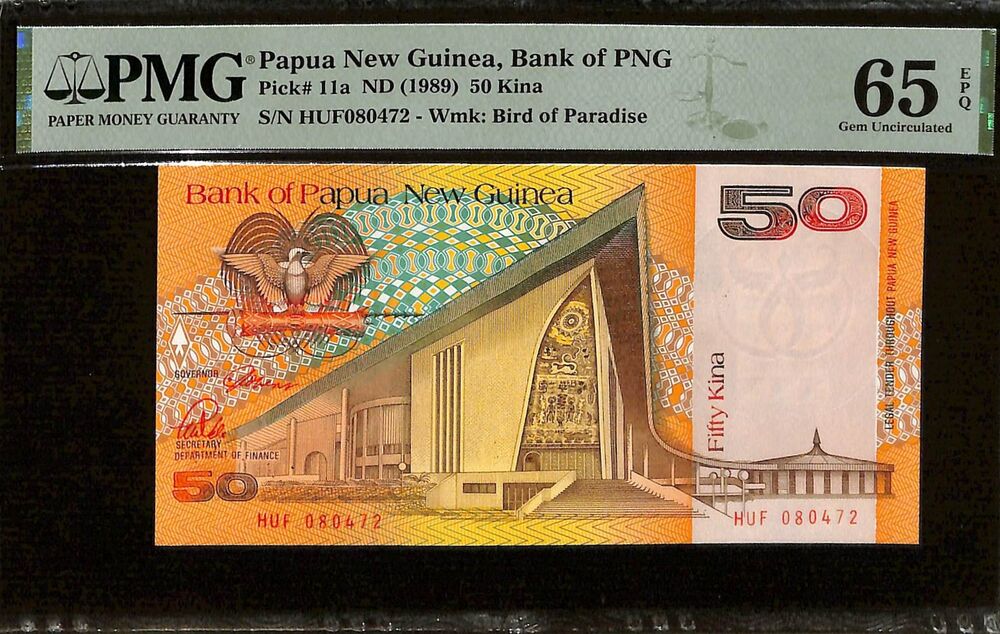 PMG®
PAPER MONEY GUARANTY
Papua New Guinea, Bank of PNG
Pick# 11a ND (1989) 50 Kina
S/N HUF080472 - Wmk: Bird of Paradise
65 EPQ
Gem Uncirculated
Bank of Papua New Guinea
50
GOVERNOR
SECRETARY
DEPARTMENT OF FINANCE
50
HUF 080472
Fifty Kina
LEGAL TENDER THROUGHOUT PAPUA NEW GUINEA
HUF 080472